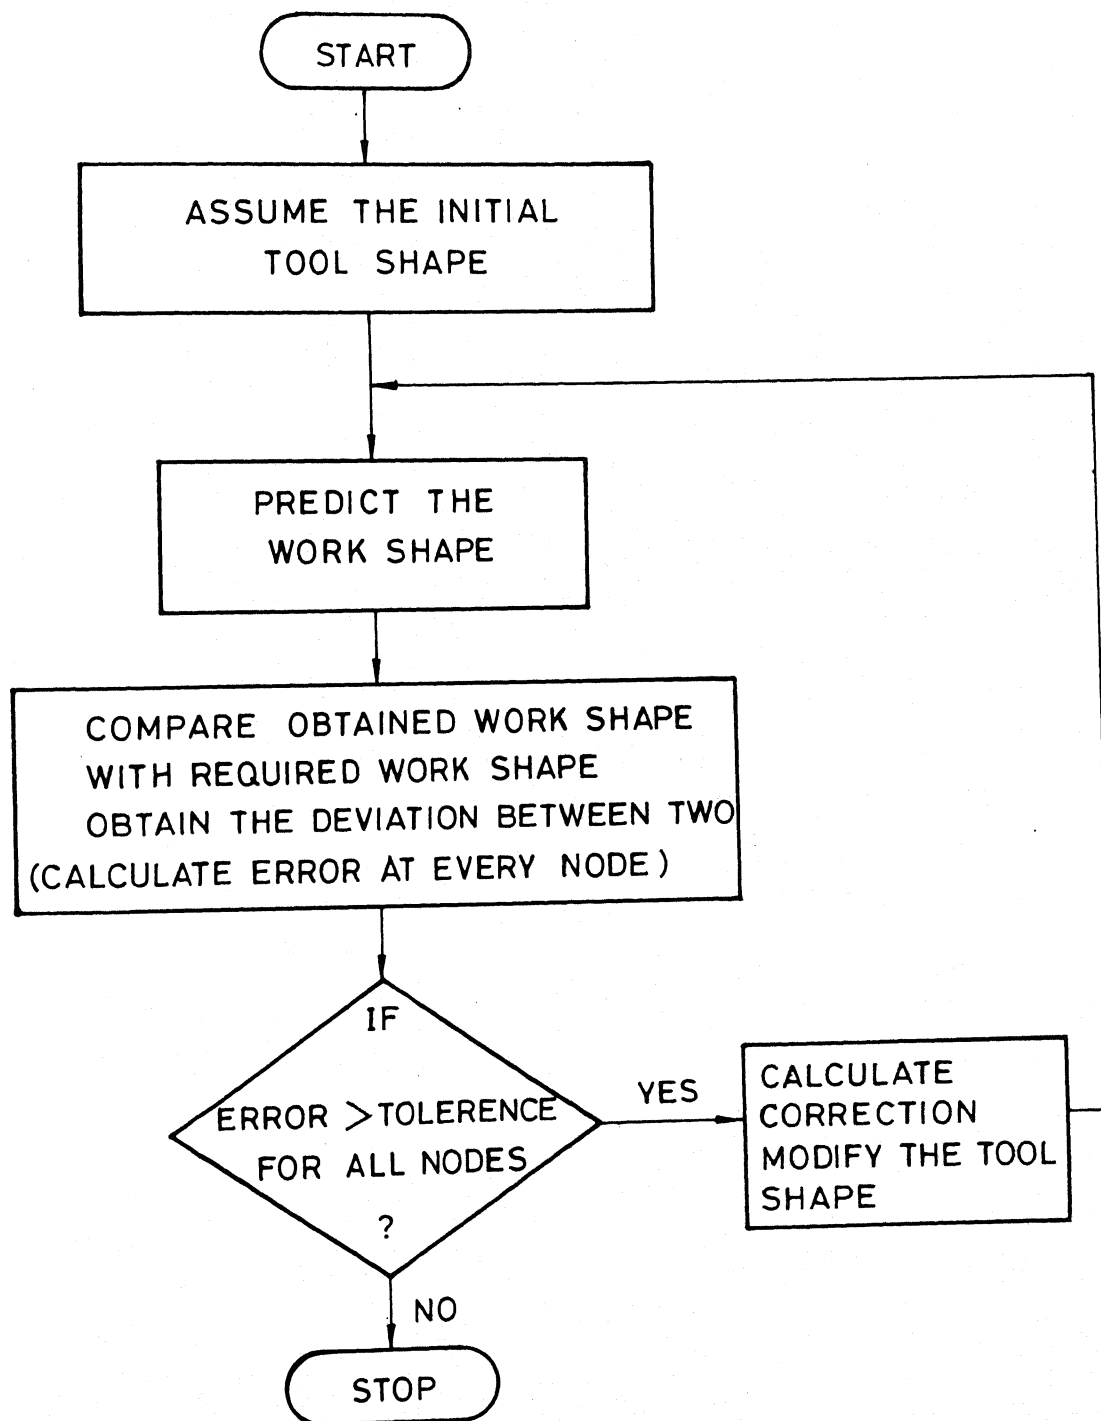 START
ASSUME THE INITIAL
TOOL SHAPE
PREDICT THE
WORK SHAPE
COMPARE OBTAINED WORK SHAPE
WITH REQUIRED WORK SHAPE
OBTAIN THE DEVIATION BETWEEN TWO
(CALCULATE ERROR AT EVERY NODE)
IF
ERROR > TOLERENCE
FOR ALL NODES
?
YES
CALCULATE
CORRECTION
MODIFY THE TOOL
SHAPE
NO
STOP